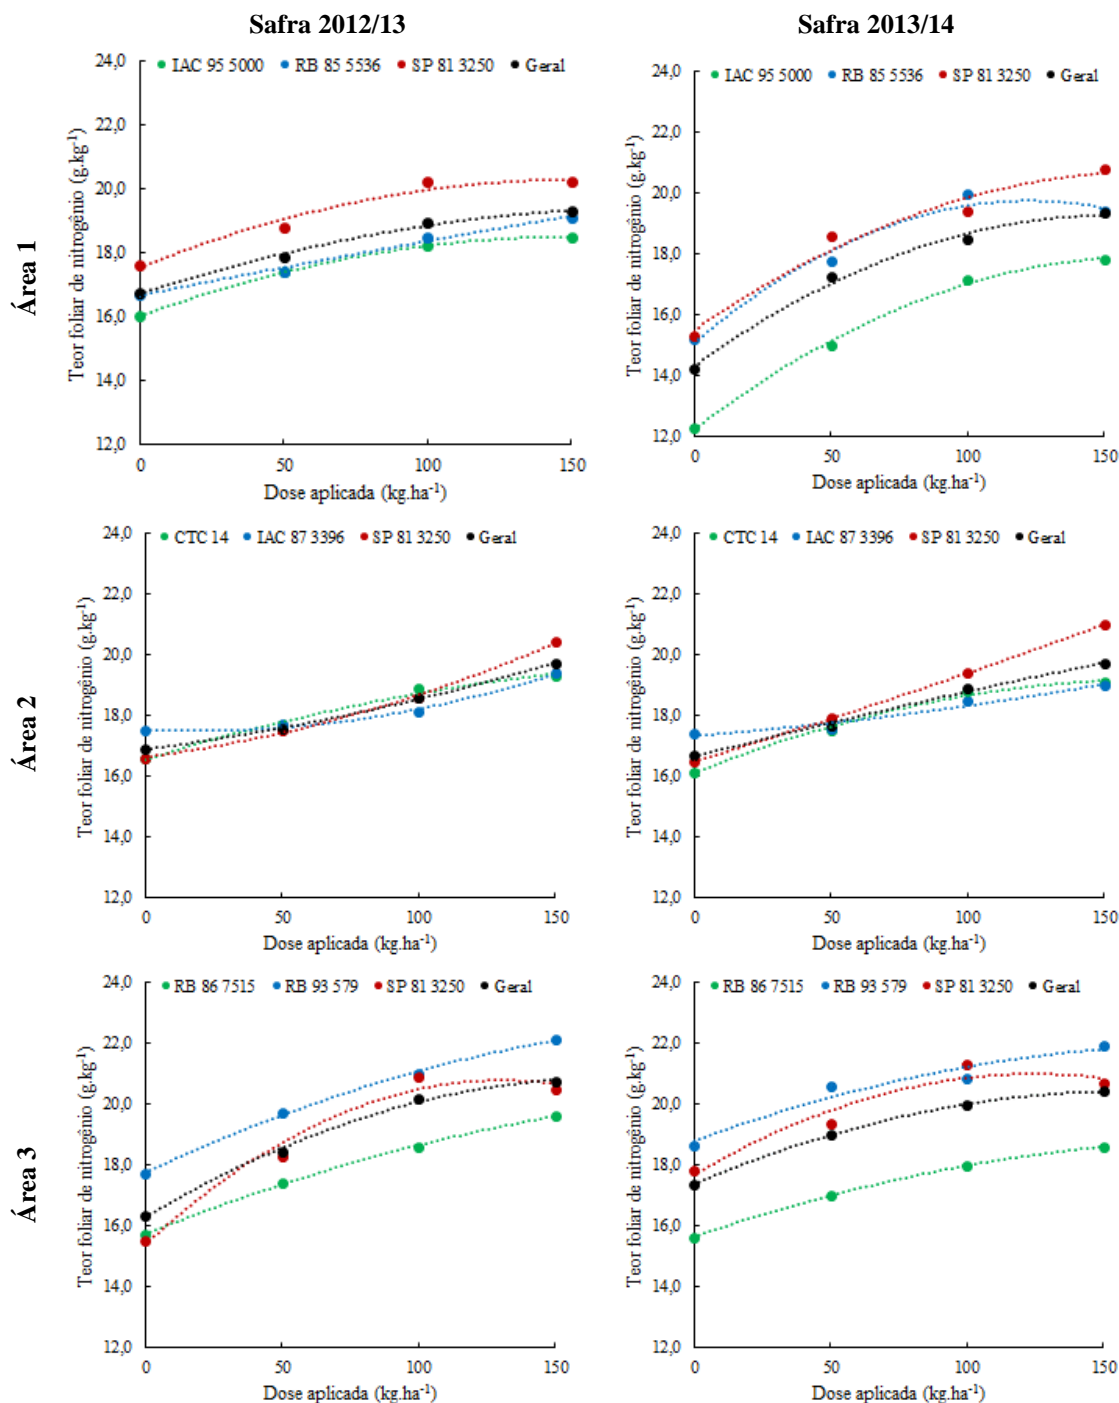 Safra 2012/13
Safra 2013/14
Área 1
24,0
22,0
20,0
18,0
16,0
14,0
12,0
Teor foliar de nitrogênio (g.kg⁻¹)
IAC 95 5000 RB 85 5536 SP 81 3250 Geral
0 50 100 150
Dose aplicada (kg.ha⁻¹)
24,0
22,0
20,0
18,0
16,0
14,0
12,0
Teor foliar de nitrogênio (g.kg⁻¹)
IAC 95 5000 RB 85 5536 SP 81 3250 Geral
0 50 100 150
Dose aplicada (kg.ha⁻¹)
Área 2
24,0
22,0
20,0
18,0
16,0
14,0
12,0
Teor foliar de nitrogênio (g.kg⁻¹)
CTC 14 IAC 87 3396 SP 81 3250 Geral
0 50 100 150
Dose aplicada (kg.ha⁻¹)
24,0
22,0
20,0
18,0
16,0
14,0
12,0
Teor foliar de nitrogênio (g.kg⁻¹)
CTC 14 IAC 87 3396 SP 81 3250 Geral
0 50 100 150
Dose aplicada (kg.ha⁻¹)
Área 3
24,0
22,0
20,0
18,0
16,0
14,0
12,0
Teor foliar de nitrogênio (g.kg⁻¹)
RB 86 7515 RB 93 579 SP 81 3250 Geral
0 50 100 150
Dose aplicada (kg.ha⁻¹)
24,0
22,0
20,0
18,0
16,0
14,0
12,0
Teor foliar de nitrogênio (g.kg⁻¹)
RB 86 7515 RB 93 579 SP 81 3250 Geral
0 50 100 150
Dose aplicada (kg.ha⁻¹)